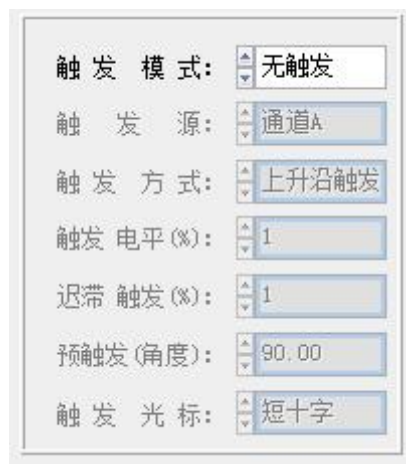 触发 模式: 无触发
触 发 源: 通道A
触发 方式: 上升沿触发
触发 电平(%): 1
迟带 触发(%): 1
预触发(角度): 90.00
触发 光标: 短十字